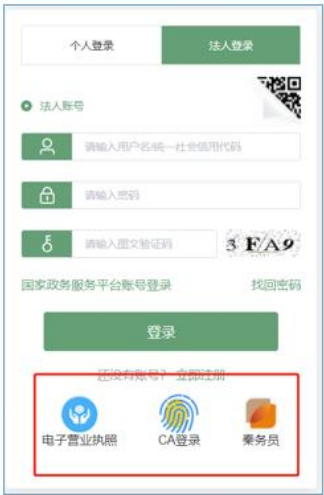 个人登录 法人登录
法人账号
请输入用户名/统一社会信用代码
请输入密码
请输入图文验证码 3 F/A9
国家政务服务平台账号登录 找回密码
登录
还没有账号? 立即注册
电子营业执照 CA登录 秦务员